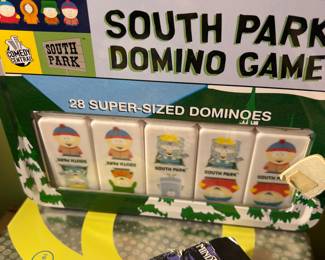 SOUTH PARK
DOMINO GAME
COMEDY
CENTRAL
SOUTH
PARK
28 SUPER-SIZED DOMINOES
SOUTH PARK
SOUTH PARK
SOUTH PARK
SOUTH PARK
SOUTH PARK